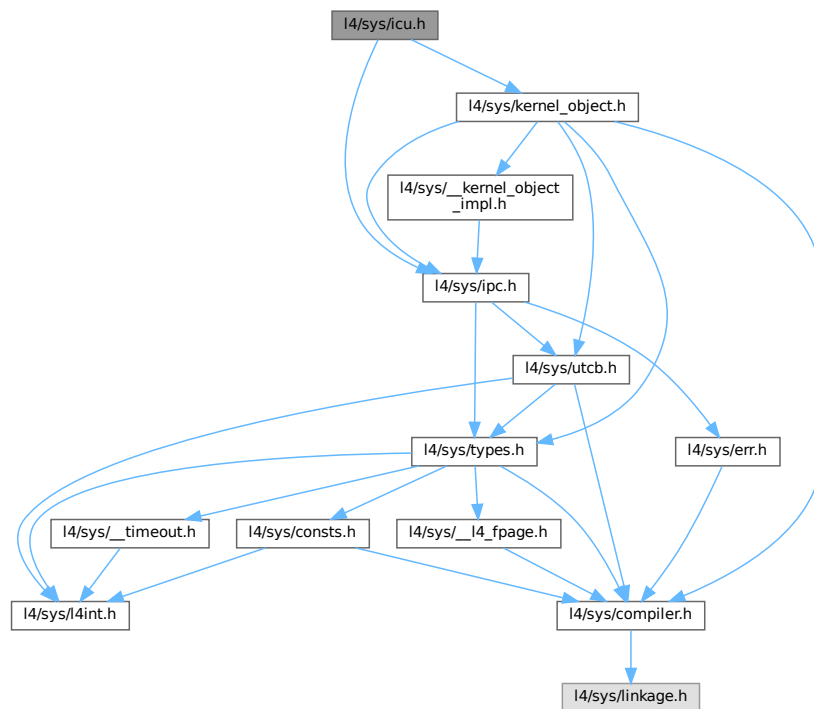 l4/sys/icu.h
l4/sys/kernel_object.h
l4/sys/__kernel_object
_impl.h
l4/sys/ipc.h
l4/sys/utcb.h
l4/sys/types.h
l4/sys/err.h
l4/sys/__timeout.h
l4/sys/consts.h
l4/sys/__l4_fpage.h
l4/sys/l4int.h
l4/sys/compiler.h
l4/sys/linkage.h